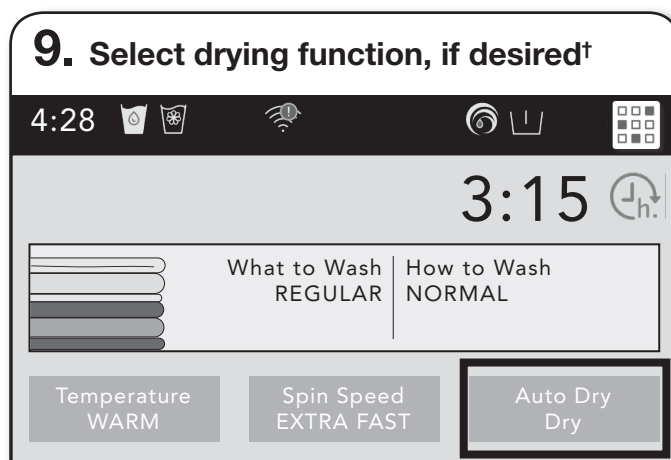 9. Select drying function, if desired†
4:28
3:15 h.
What to Wash
REGULAR
How to Wash
NORMAL
Temperature
WARM
Spin Speed
EXTRA FAST
Auto Dry
Dry